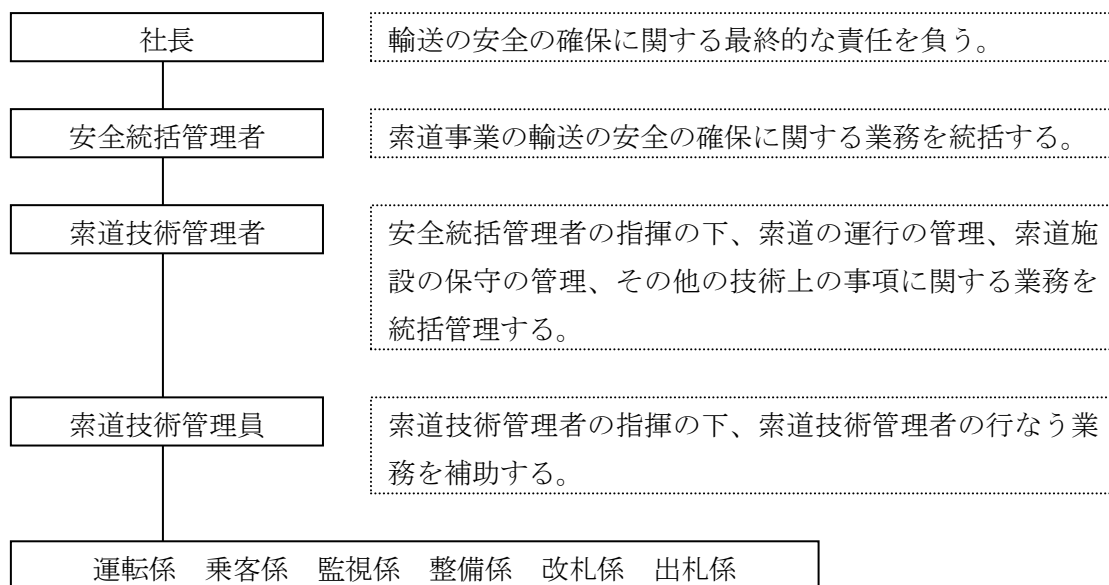 社長
輸送の安全の確保に関する最終的な責任を負う。
安全統括管理者
索道事業の輸送の安全の確保に関する業務を統括する。
索道技術管理者
安全統括管理者の指揮の下、索道の運行の管理、索道施
設の保守の管理、その他の技術上の事項に関する業務を
統括管理する。
索道技術管理員
索道技術管理者の指揮の下、索道技術管理者の行なう業
務を補助する。
運転係　乗客係　監視係　整備係　改札係　出札係